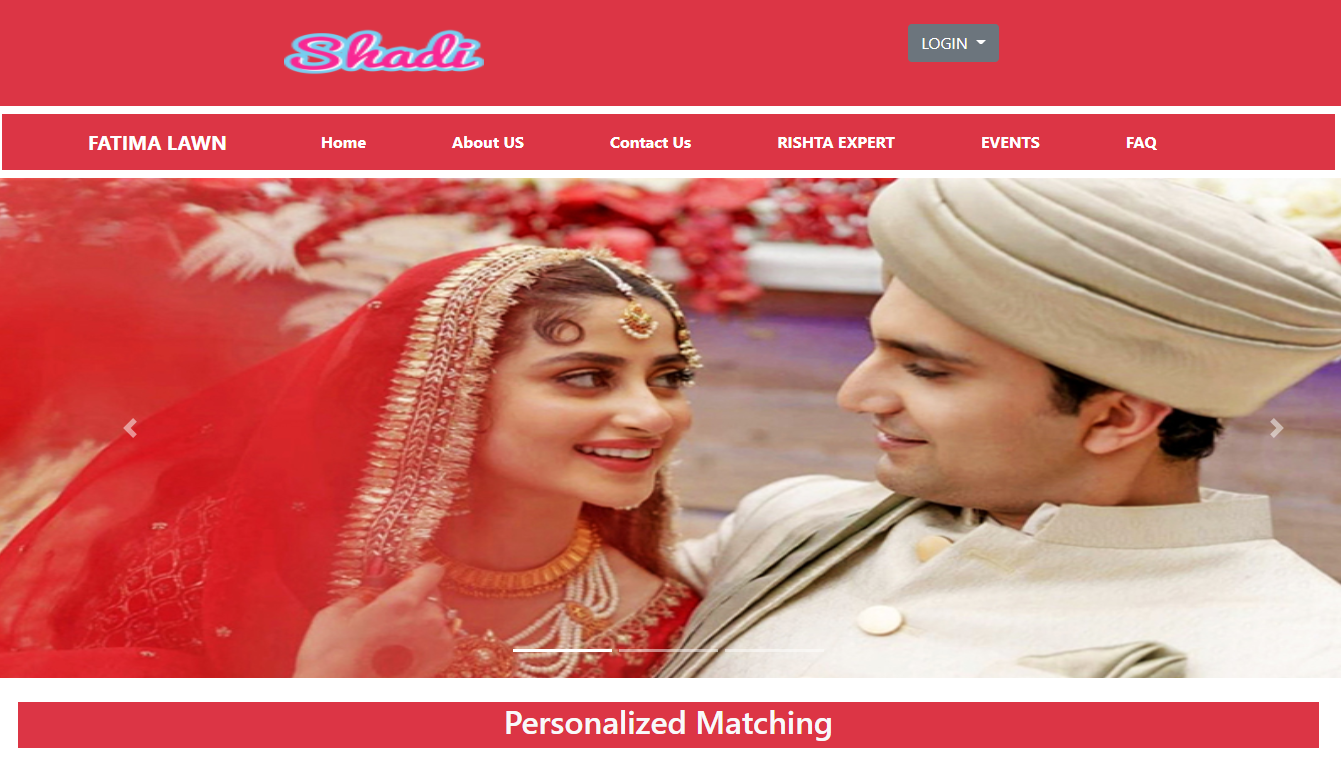 Shadi
LOGIN
FATIMA LAWN Home About US Contact Us RISHTA EXPERT EVENTS FAQ
Personalized Matching